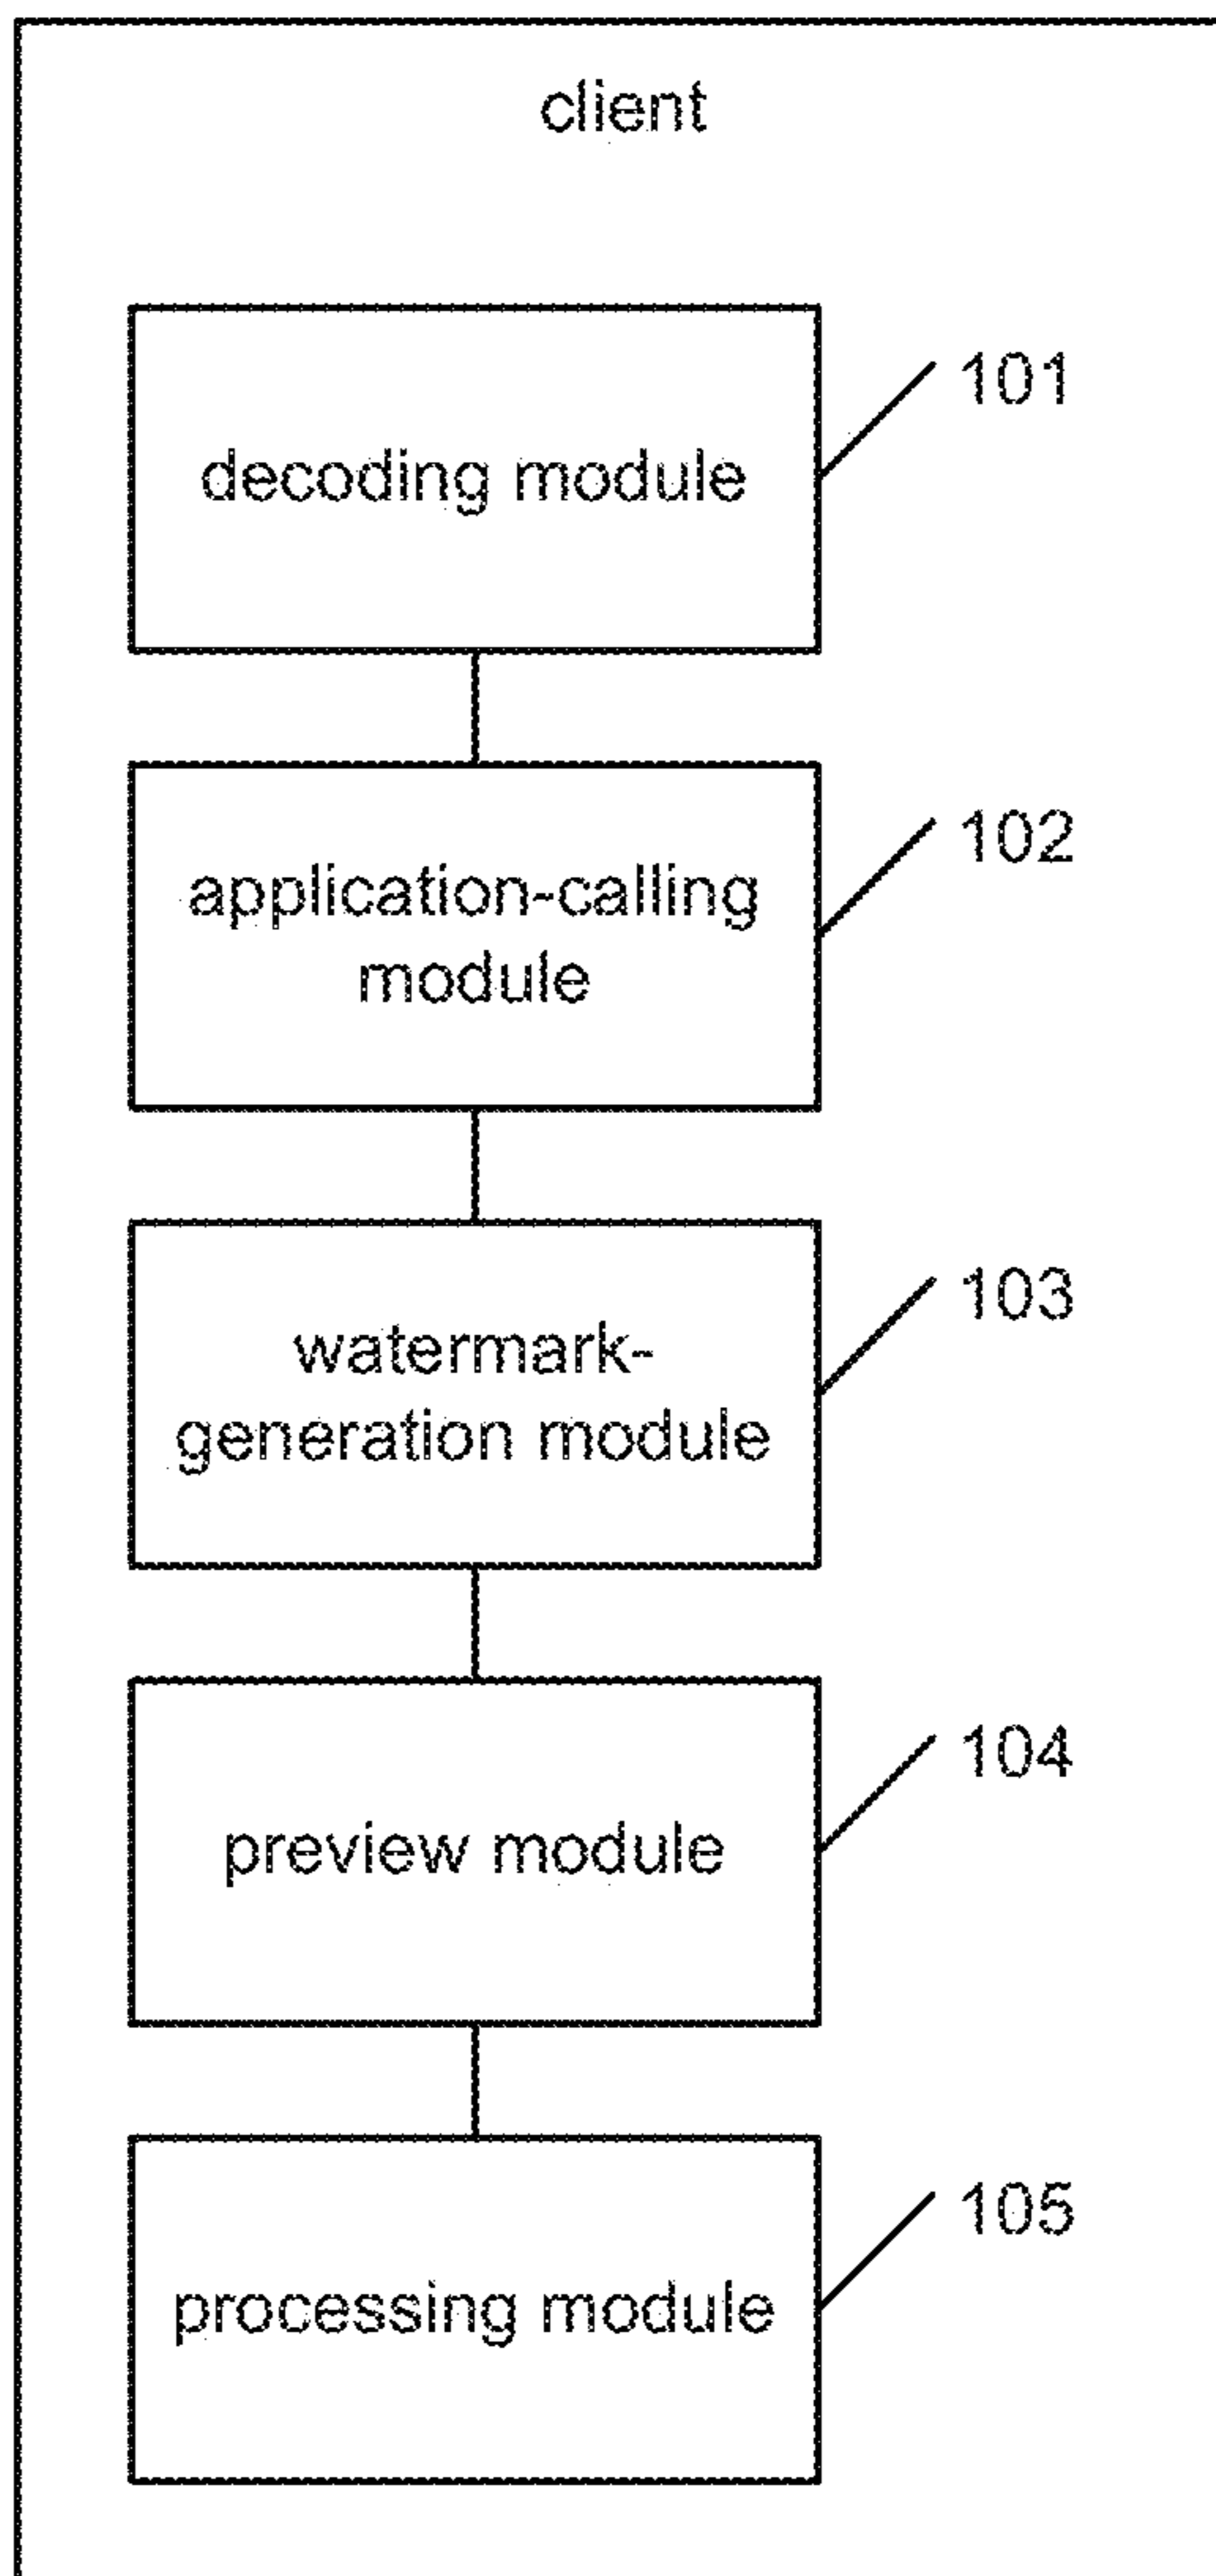 client
decoding module
101
application-calling
module
102
watermark-
generation module
103
preview module
104
processing module
105